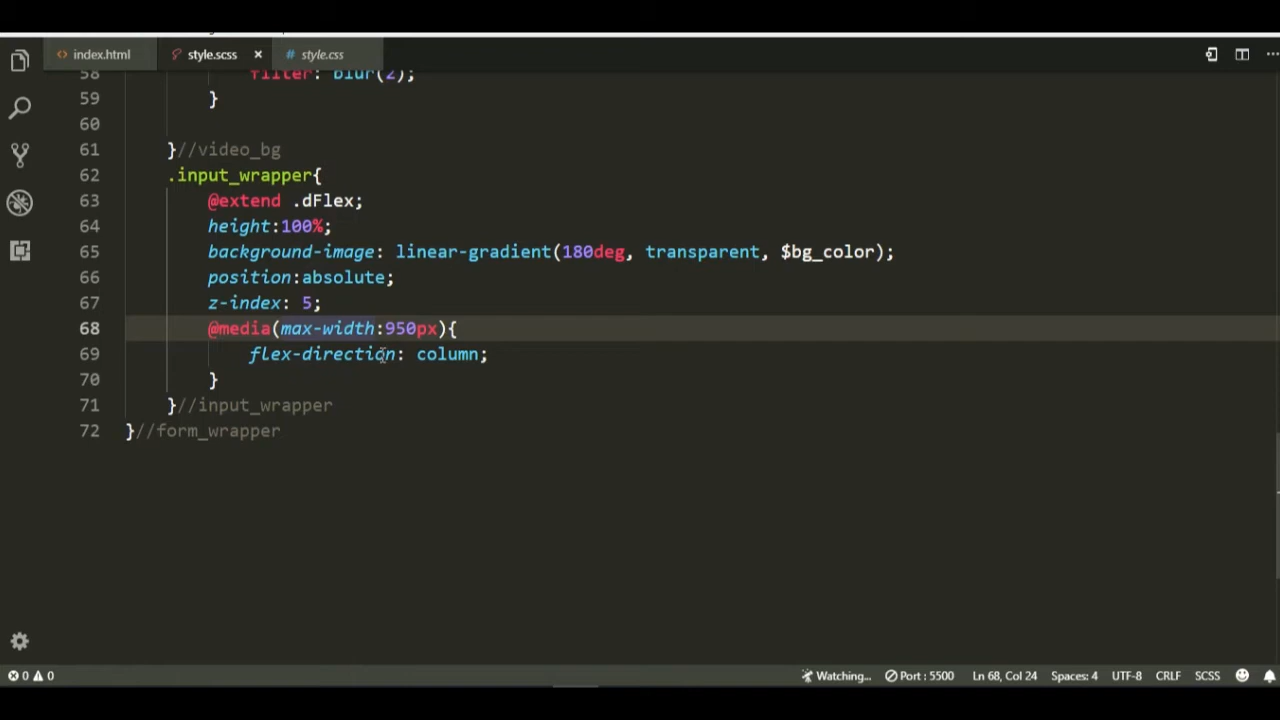 index.html style.scss × # style.css
58 filter: blur(2);
59 }
60
61 }//video_bg
62 .input_wrapper{
63 @extend .dFlex;
64 height:100%;
65 background-image: linear-gradient(180deg, transparent, $bg_color);
66 position:absolute;
67 z-index: 5;
68 @media(max-width:950px){
69 flex-direction: column;
70 }
71 }//input_wrapper
72 }//form_wrapper
0 0 Watching... Port : 5500 Ln 68, Col 24 Spaces: 4 UTF-8 CRLF SCSS